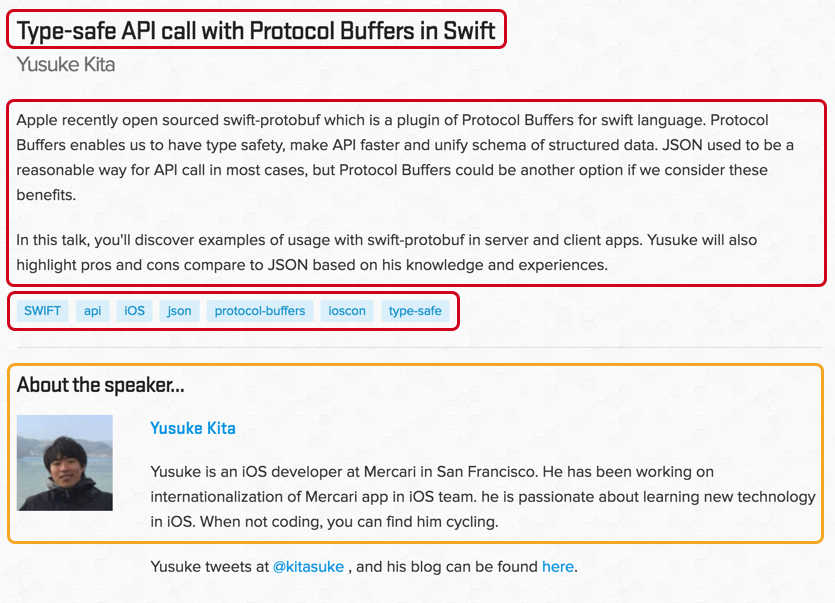 Type-safe API call with Protocol Buffers in Swift
Yusuke Kita
Apple recently open sourced swift-protobuf which is a plugin of Protocol Buffers for swift language. Protocol
Buffers enables us to have type safety, make API faster and unify schema of structured data. JSON used to be a
reasonable way for API call in most cases, but Protocol Buffers could be another option if we consider these
benefits.
In this talk, you'll discover examples of usage with swift-protobuf in server and client apps. Yusuke will also
highlight pros and cons compare to JSON based on his knowledge and experiences.
SWIFT api iOS json protocol-buffers ioscon type-safe
About the speaker...
Yusuke Kita
Yusuke is an iOS developer at Mercari in San Francisco. He has been working on
internationalization of Mercari app in iOS team. he is passionate about learning new technology
in iOS. When not coding, you can find him cycling.
Yusuke tweets at @kitasuke , and his blog can be found here.